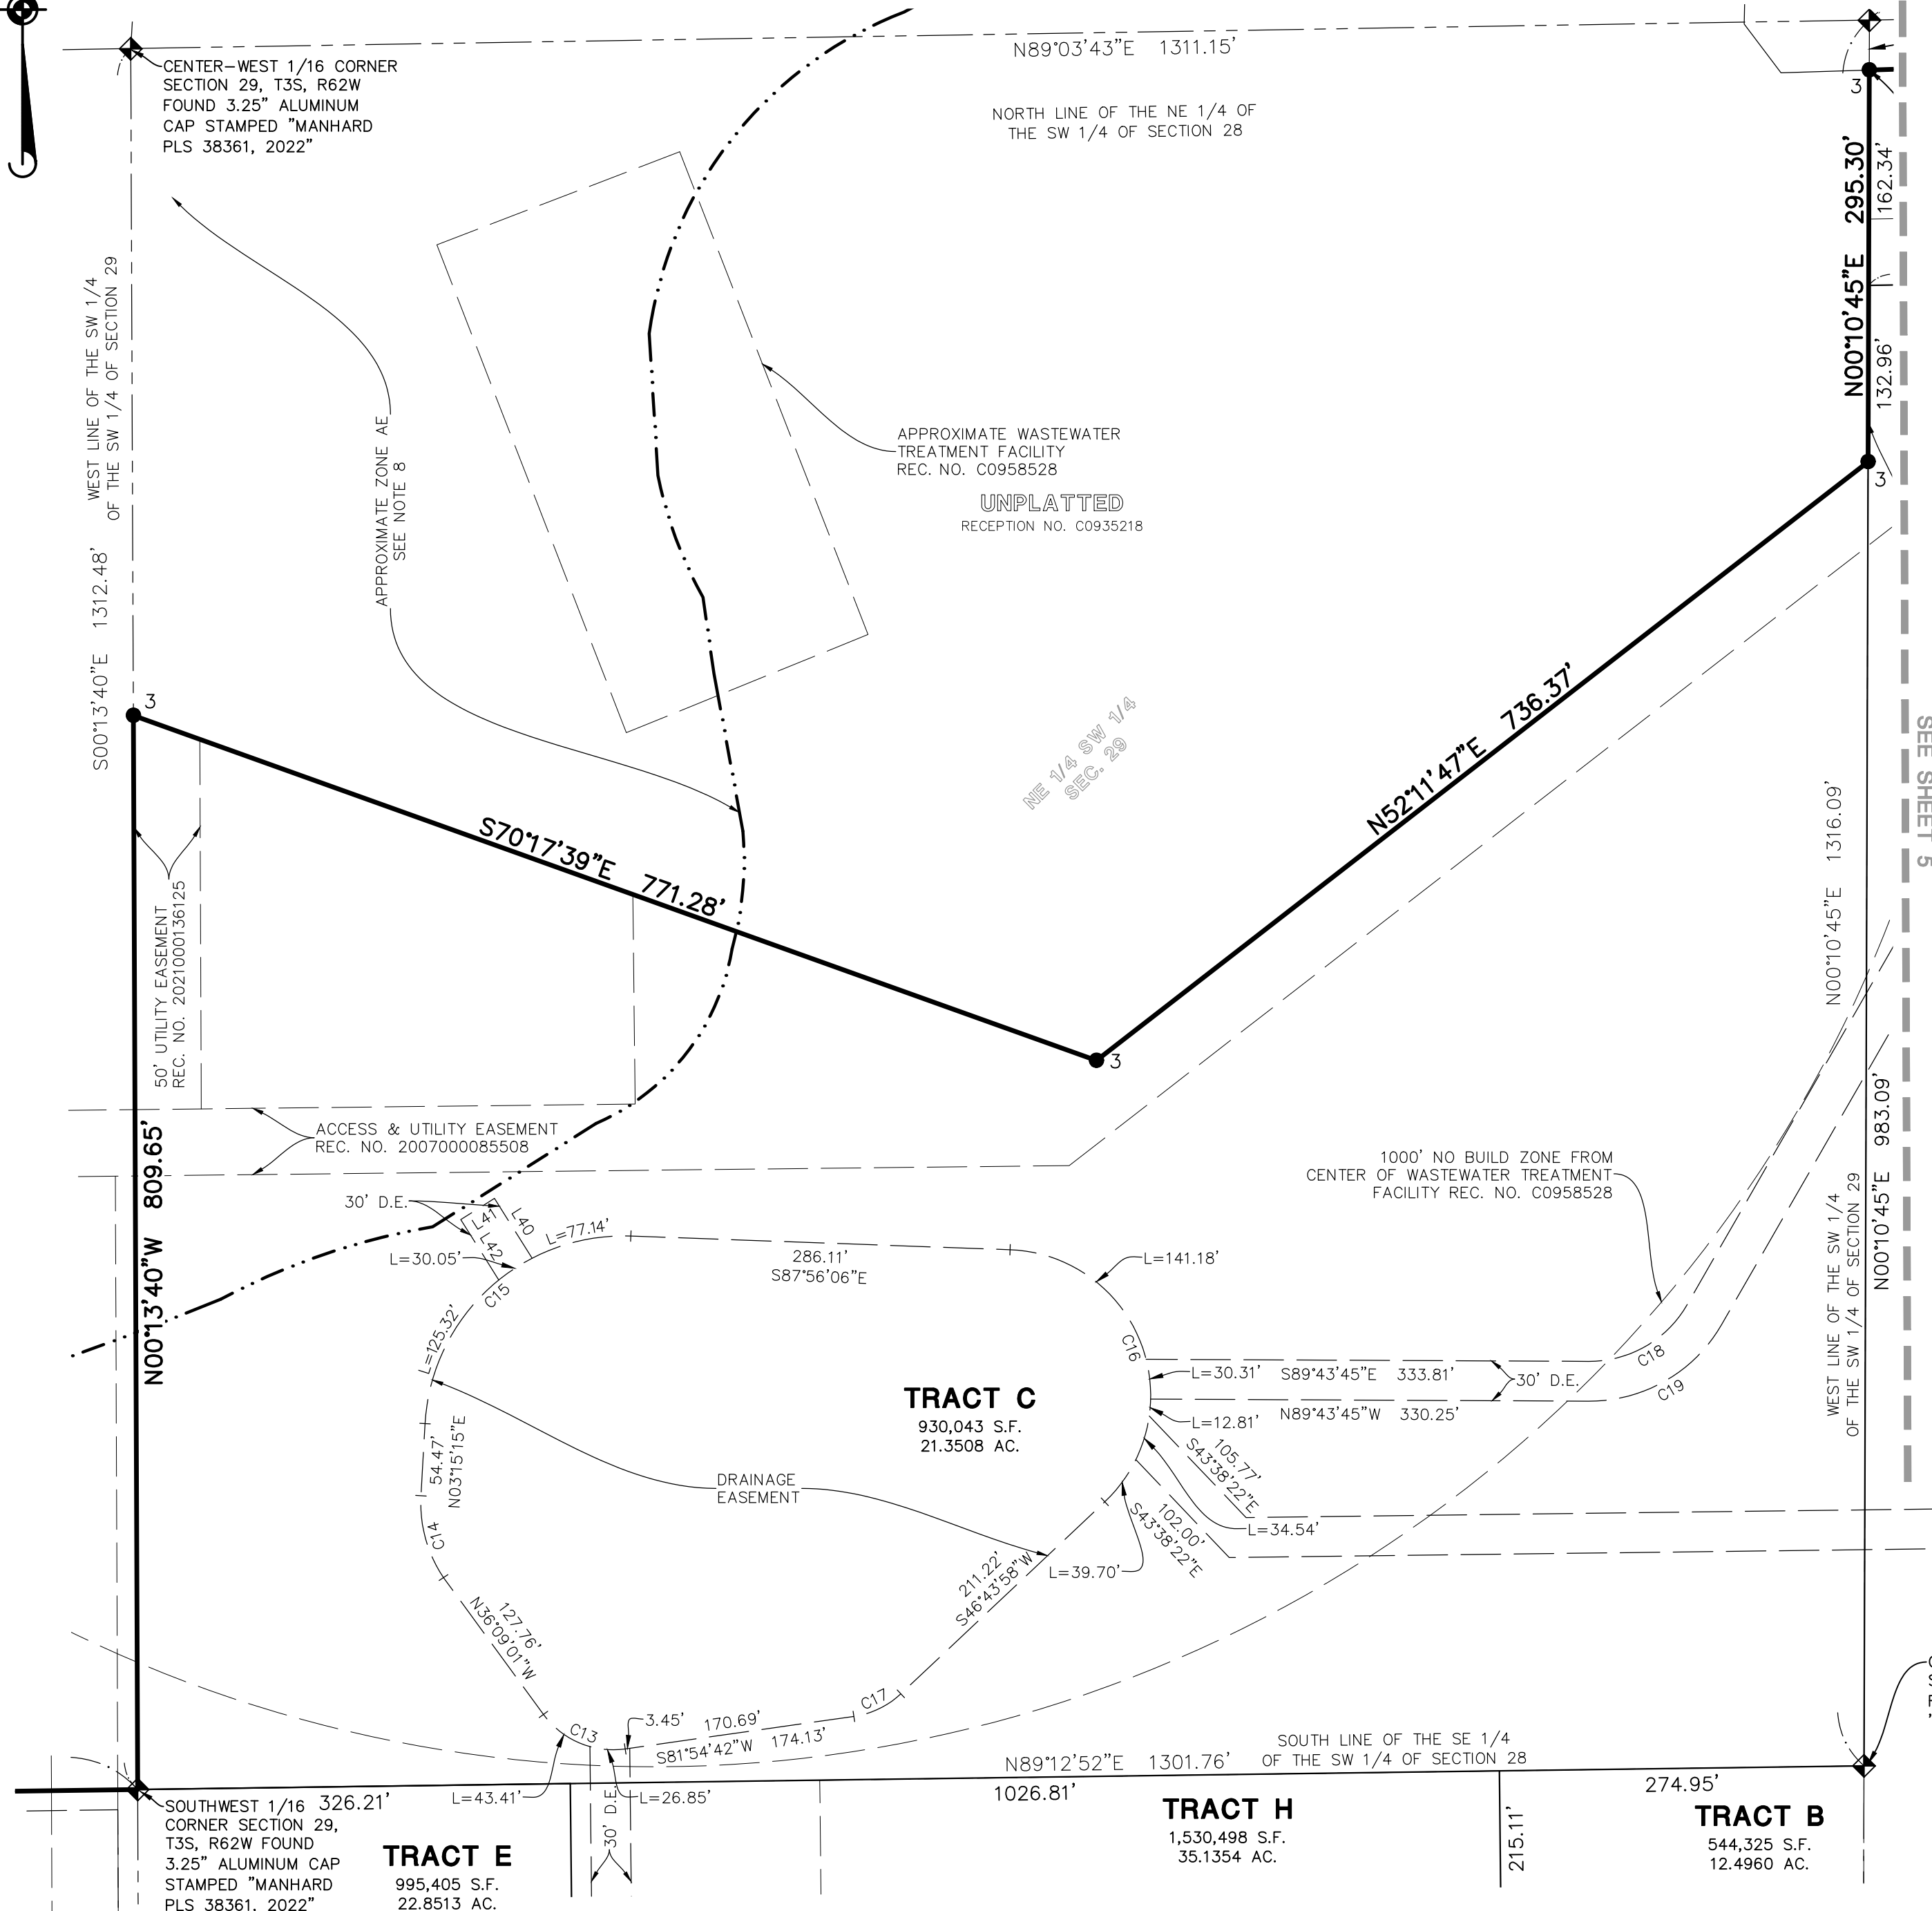 N89°03'43"E 1311.15'
CENTER-WEST 1/16 CORNER
SECTION 29, T3S, R62W
FOUND 3.25" ALUMINUM
CAP STAMPED "MANHARD
PLS 38361, 2022"
NORTH LINE OF THE NE 1/4 OF
THE SW 1/4 OF SECTION 28
3
N00°10'45"E 295.30'
162.34'
132.96'
3
WEST LINE OF THE SW 1/4
OF THE SW 1/4 OF SECTION 29
S00°13'40"E 1312.48'
APPROXIMATE ZONE AE
SEE NOTE 8
APPROXIMATE WASTEWATER
TREATMENT FACILITY
REC. NO. C0958528
UNPLATTED
RECEPTION NO. C0935218
3
NE 1/4 SW 1/4
SEC. 29
N52°11'47"E 736.37'
SEE SHEET 5
S70°17'39"E 771.28'
N00°10'45"E 1316.09'
50' UTILITY EASEMENT
REC. NO. 2021000136125
3
ACCESS & UTILITY EASEMENT
REC. NO. 2007000085508
N00°13'40"W 809.65'
1000' NO BUILD ZONE FROM
CENTER OF WASTEWATER TREATMENT
FACILITY REC. NO. C0958528
N00°10'45"E 983.09'
WEST LINE OF THE SW 1/4
OF THE SW 1/4 OF SECTION 29
30' D.E.
L41
L40
L42
L=77.14'
L=30.05'
286.11'
S87°56'06"E
L=141.18'
C15
L=125.32'
C16
C18
L=30.31'
S89°43'45"E 333.81'
30' D.E.
C19
TRACT C
930,043 S.F.
21.3508 AC.
N89°43'45"W 330.25'
L=12.81'
54.47'
N03°15'15"E
105.77'
S43°38'22"E
DRAINAGE
EASEMENT
102.00'
S43°38'22"E
L=34.54'
C14
L=39.70'
211.22'
S46°43'58"W
127.76'
N36°09'01"W
C17
C13
3.45'
170.69'
S81°54'42"W 174.13'
SOUTH LINE OF THE SE 1/4
OF THE SW 1/4 OF SECTION 28
N89°12'52"E 1301.76'
326.21'
L=43.41'
30' D.E.
L=26.85'
1026.81'
274.95'
SOUTHWEST 1/16
CORNER SECTION 29,
T3S, R62W FOUND
3.25" ALUMINUM CAP
STAMPED "MANHARD
PLS 38361, 2022"
TRACT E
995,405 S.F.
22.8513 AC.
TRACT H
1,530,498 S.F.
35.1354 AC.
215.11'
TRACT B
544,325 S.F.
12.4960 AC.